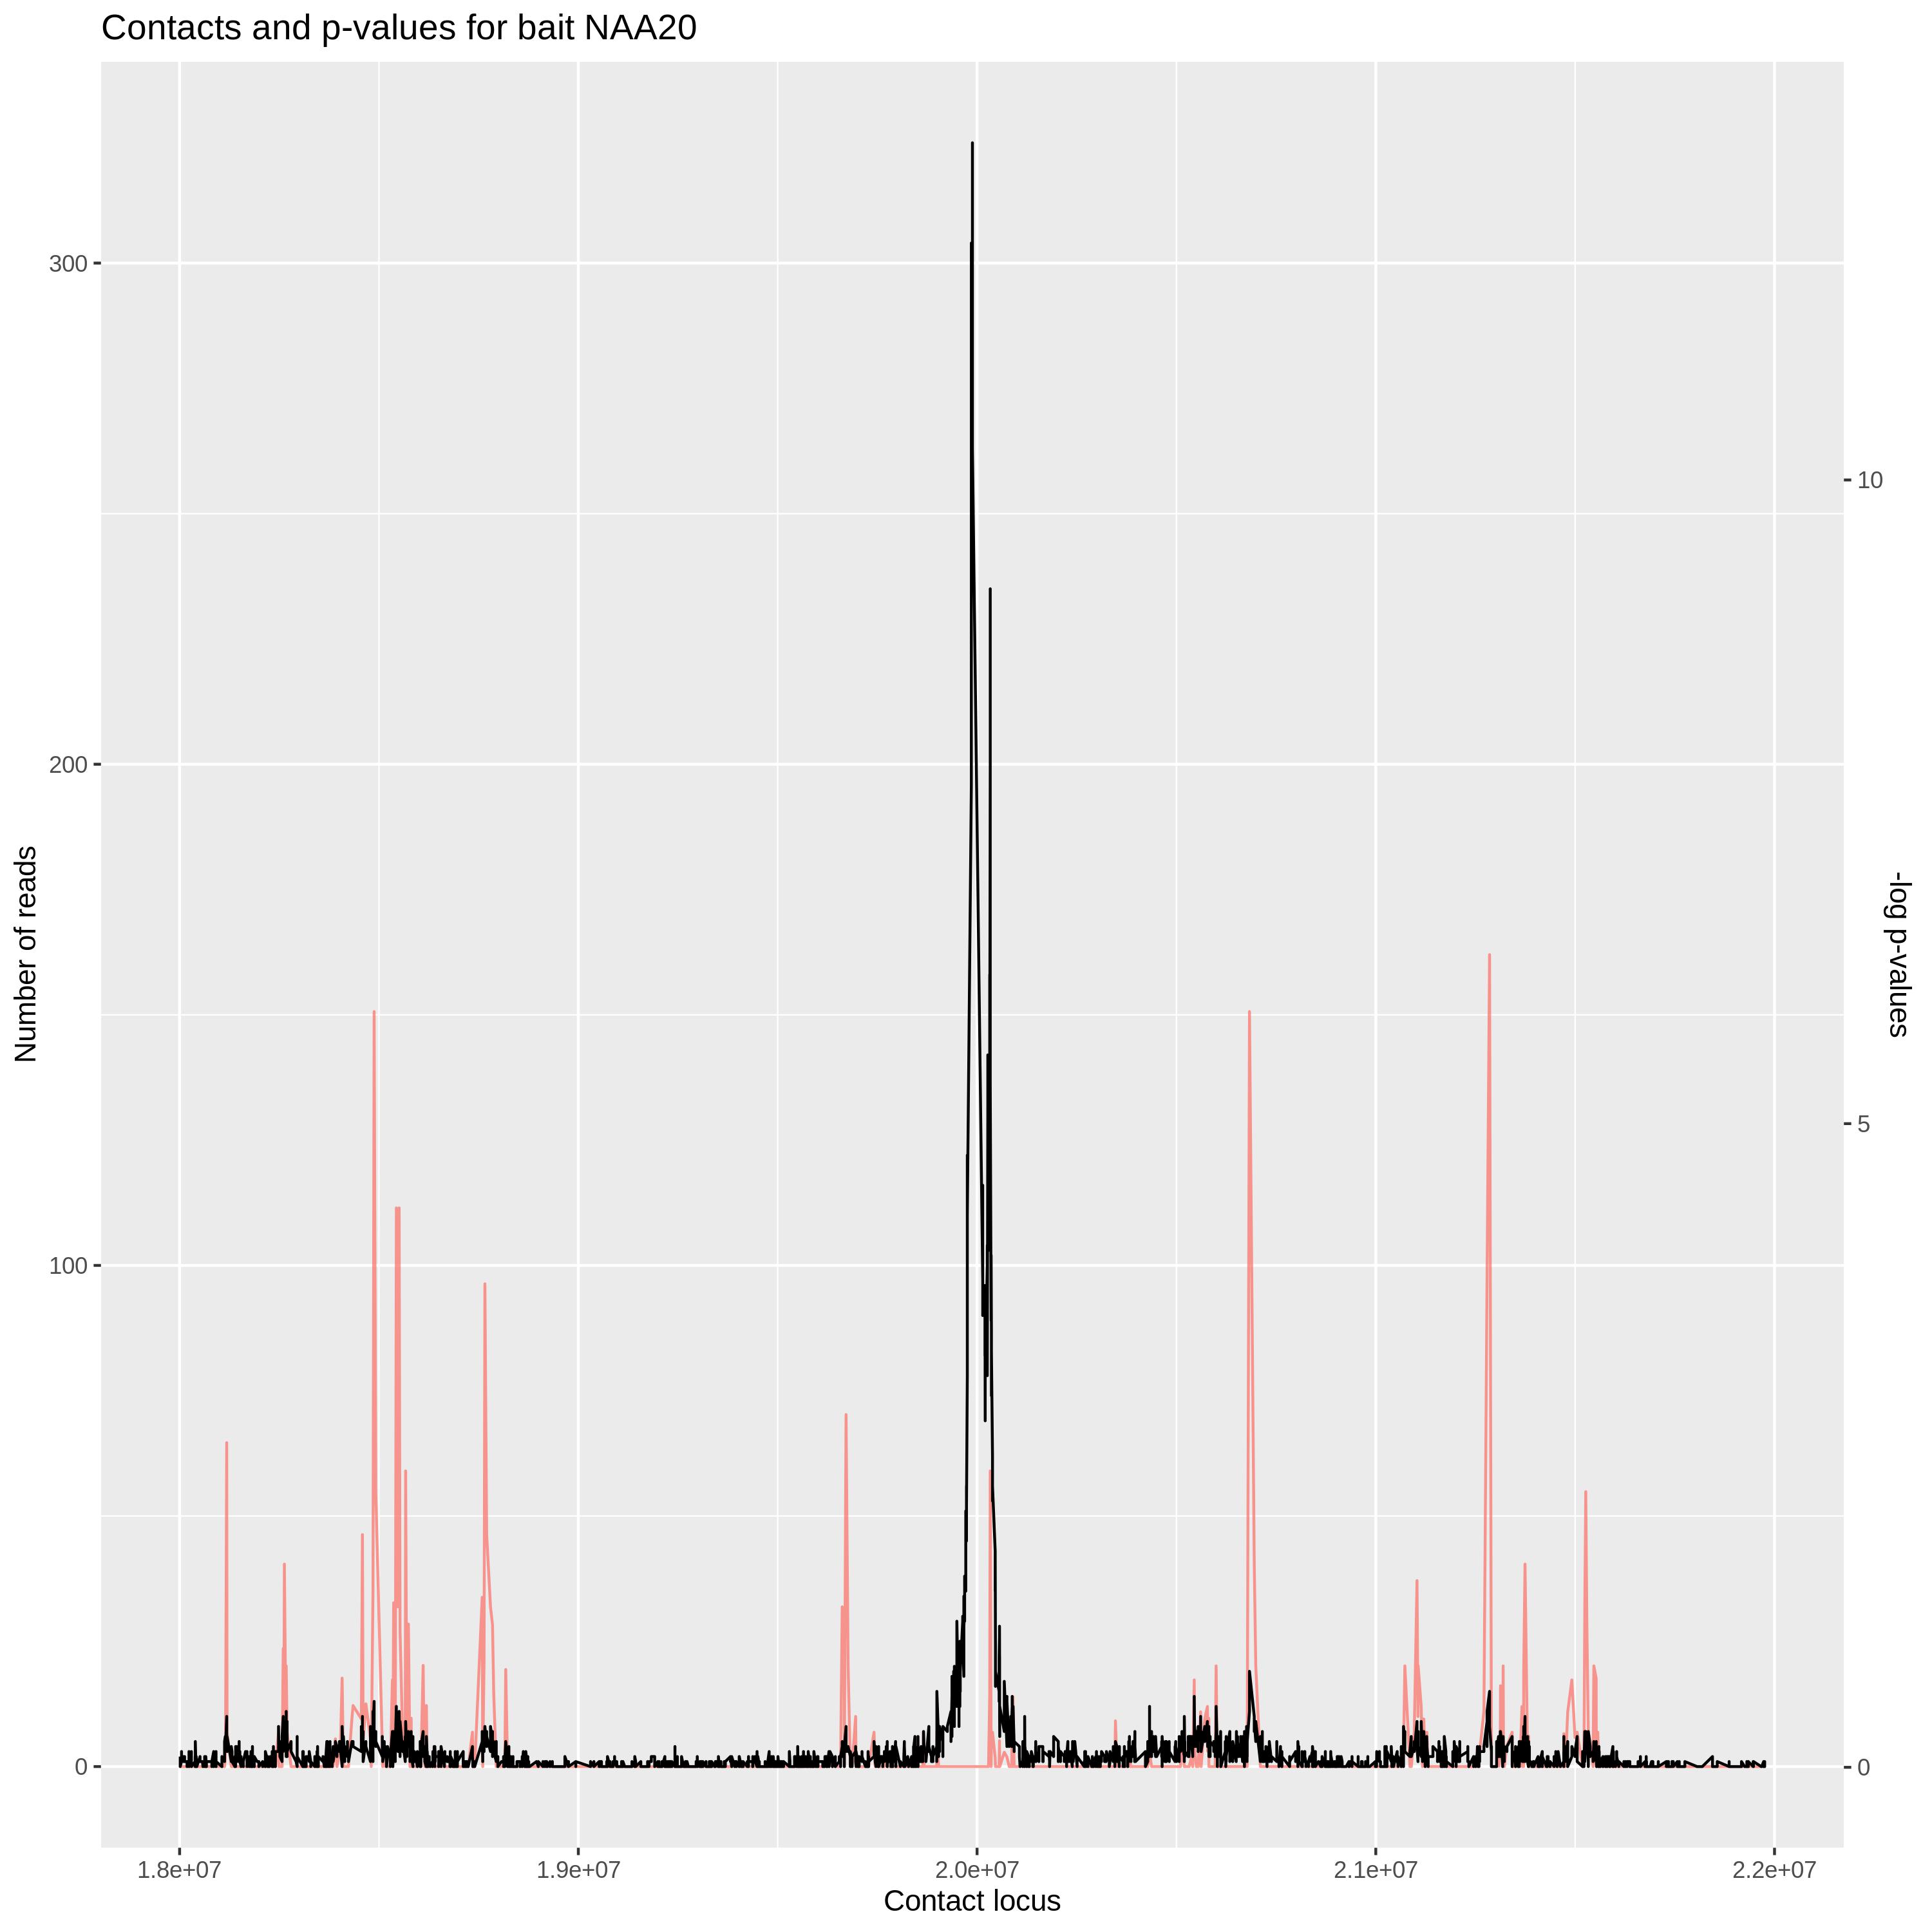 Contacts and p-values for bait NAA20
300
200
100
0
Number of reads
10
5
0
-log p-values
1.8e+07
1.9e+07
2.0e+07
2.1e+07
2.2e+07
Contact locus